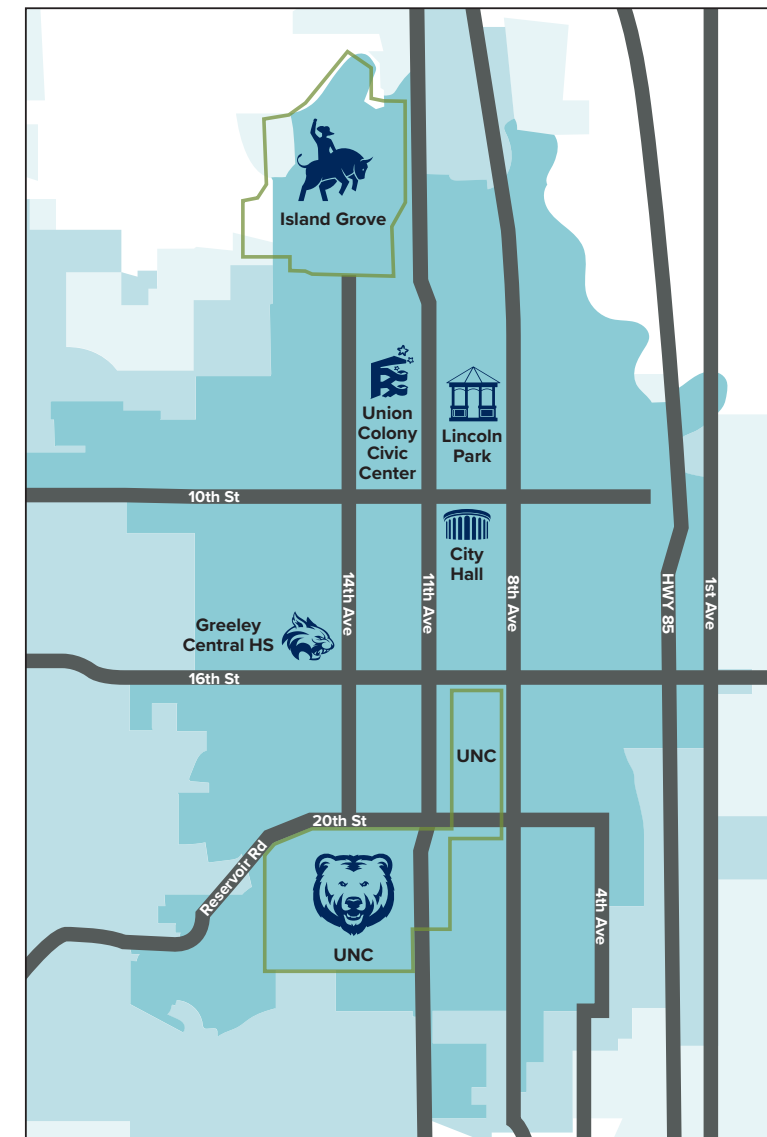 Island Grove
Union
Colony
Civic
Center
Lincoln
Park
10th St
City
Hall
14th Ave
11th Ave
8th Ave
HWY 85
1st Ave
Greeley
Central HS
16th St
UNC
20th St
Reservoir Rd
4th Ave
UNC